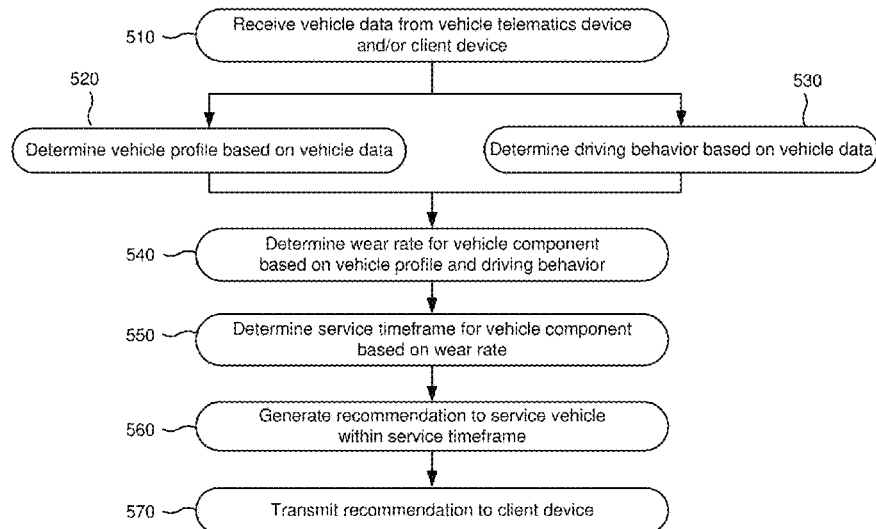 510
Receive vehicle data from vehicle telematics device
and/or client device
520
530
Determine vehicle profile based on vehicle data
Determine driving behavior based on vehicle data
540
Determine wear rate for vehicle component
based on vehicle profile and driving behavior
550
Determine service timeframe for vehicle component
based on wear rate
560
Generate recommendation to service vehicle
within service timeframe
570
Transmit recommendation to client device